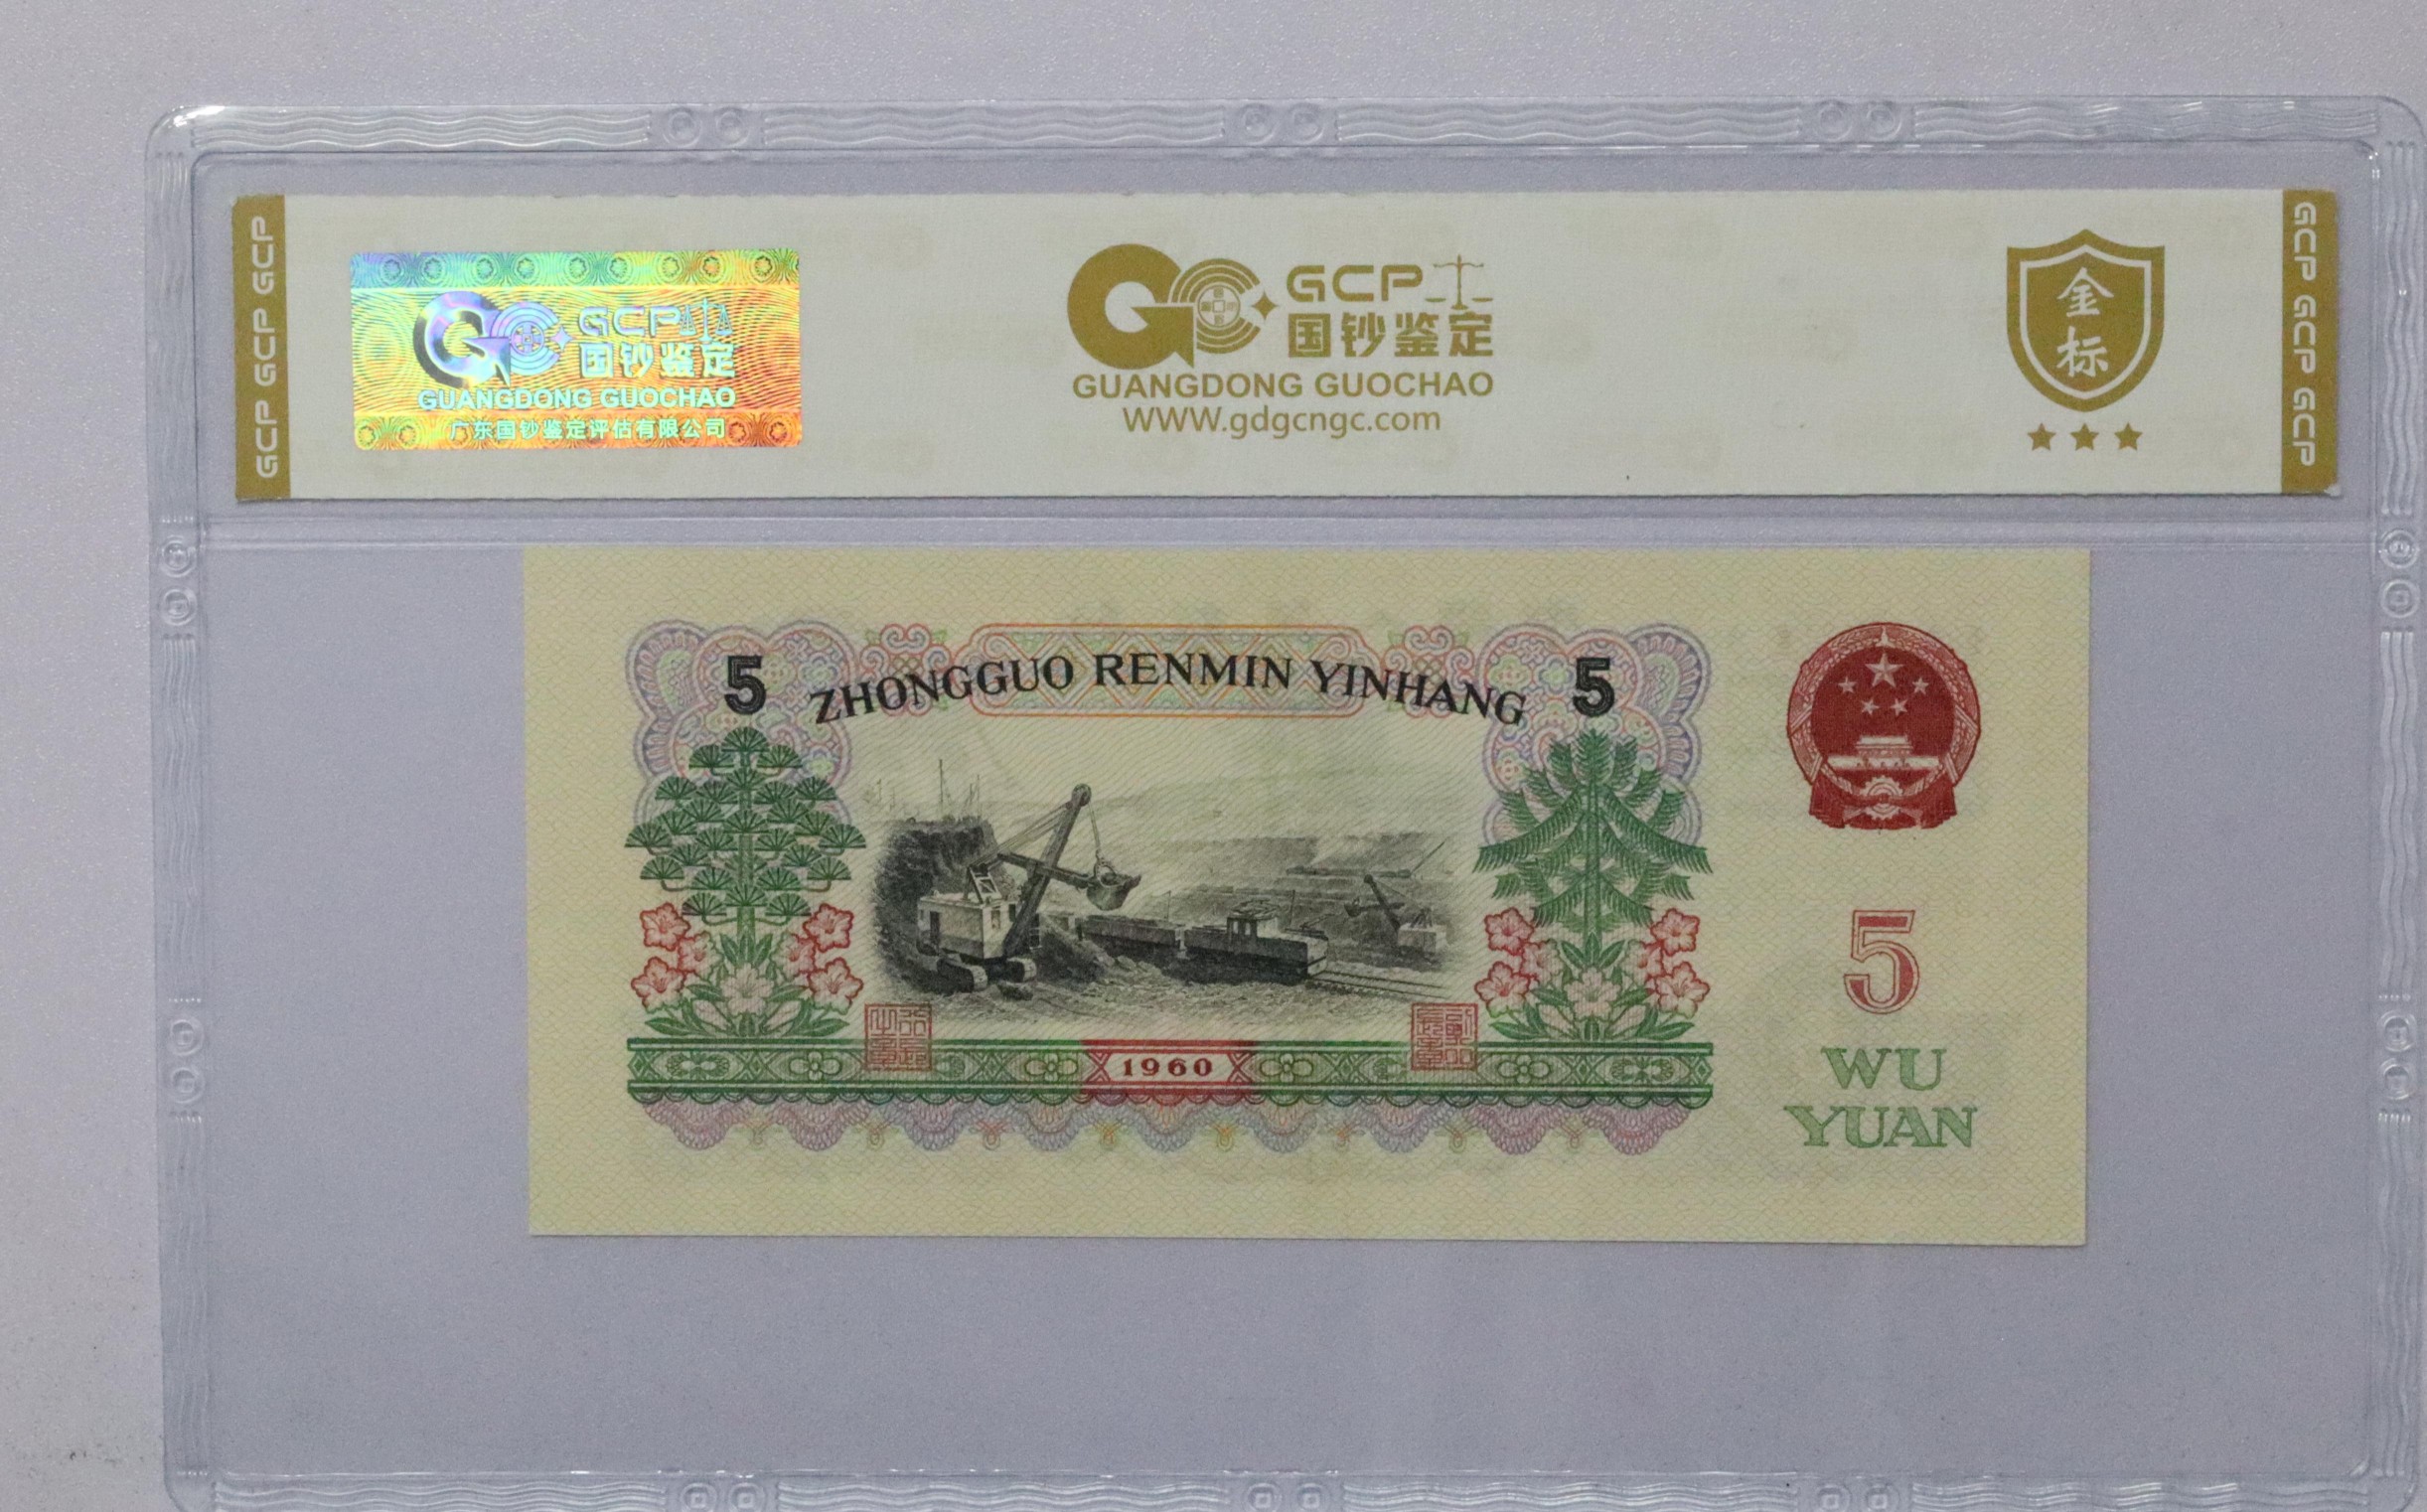 GCP GCP GCP
GCP
国钞鉴定
GUANGDONG GUOCHAO
广东国钞鉴定评估有限公司
GCP
国钞鉴定
GUANGDONG GUOCHAO
WWW.gdgcngc.com
金
标
GCP GCP GCP
5 ZHONGGUO RENMIN YINHANG 5
5
1960
WU
YUAN